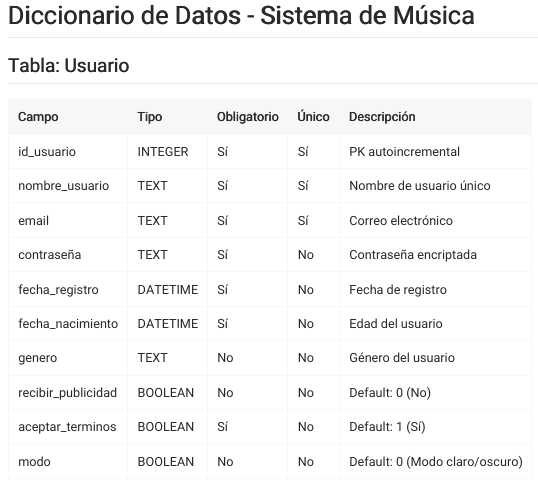 Diccionario de Datos - Sistema de Música
Tabla: Usuario
Campo Tipo Obligatorio Único Descripción
id_usuario INTEGER Sí Sí PK autoincremental
nombre_usuario TEXT Sí Sí Nombre de usuario único
email TEXT Sí Sí Correo electrónico
contraseña TEXT Sí No Contraseña encriptada
fecha_registro DATETIME Sí No Fecha de registro
fecha_nacimiento DATETIME Sí No Edad del usuario
genero TEXT No No Género del usuario
recibir_publicidad BOOLEAN No No Default: 0 (No)
aceptar_terminos BOOLEAN Sí No Default: 1 (Sí)
modo BOOLEAN No No Default: 0 (Modo claro/oscuro)